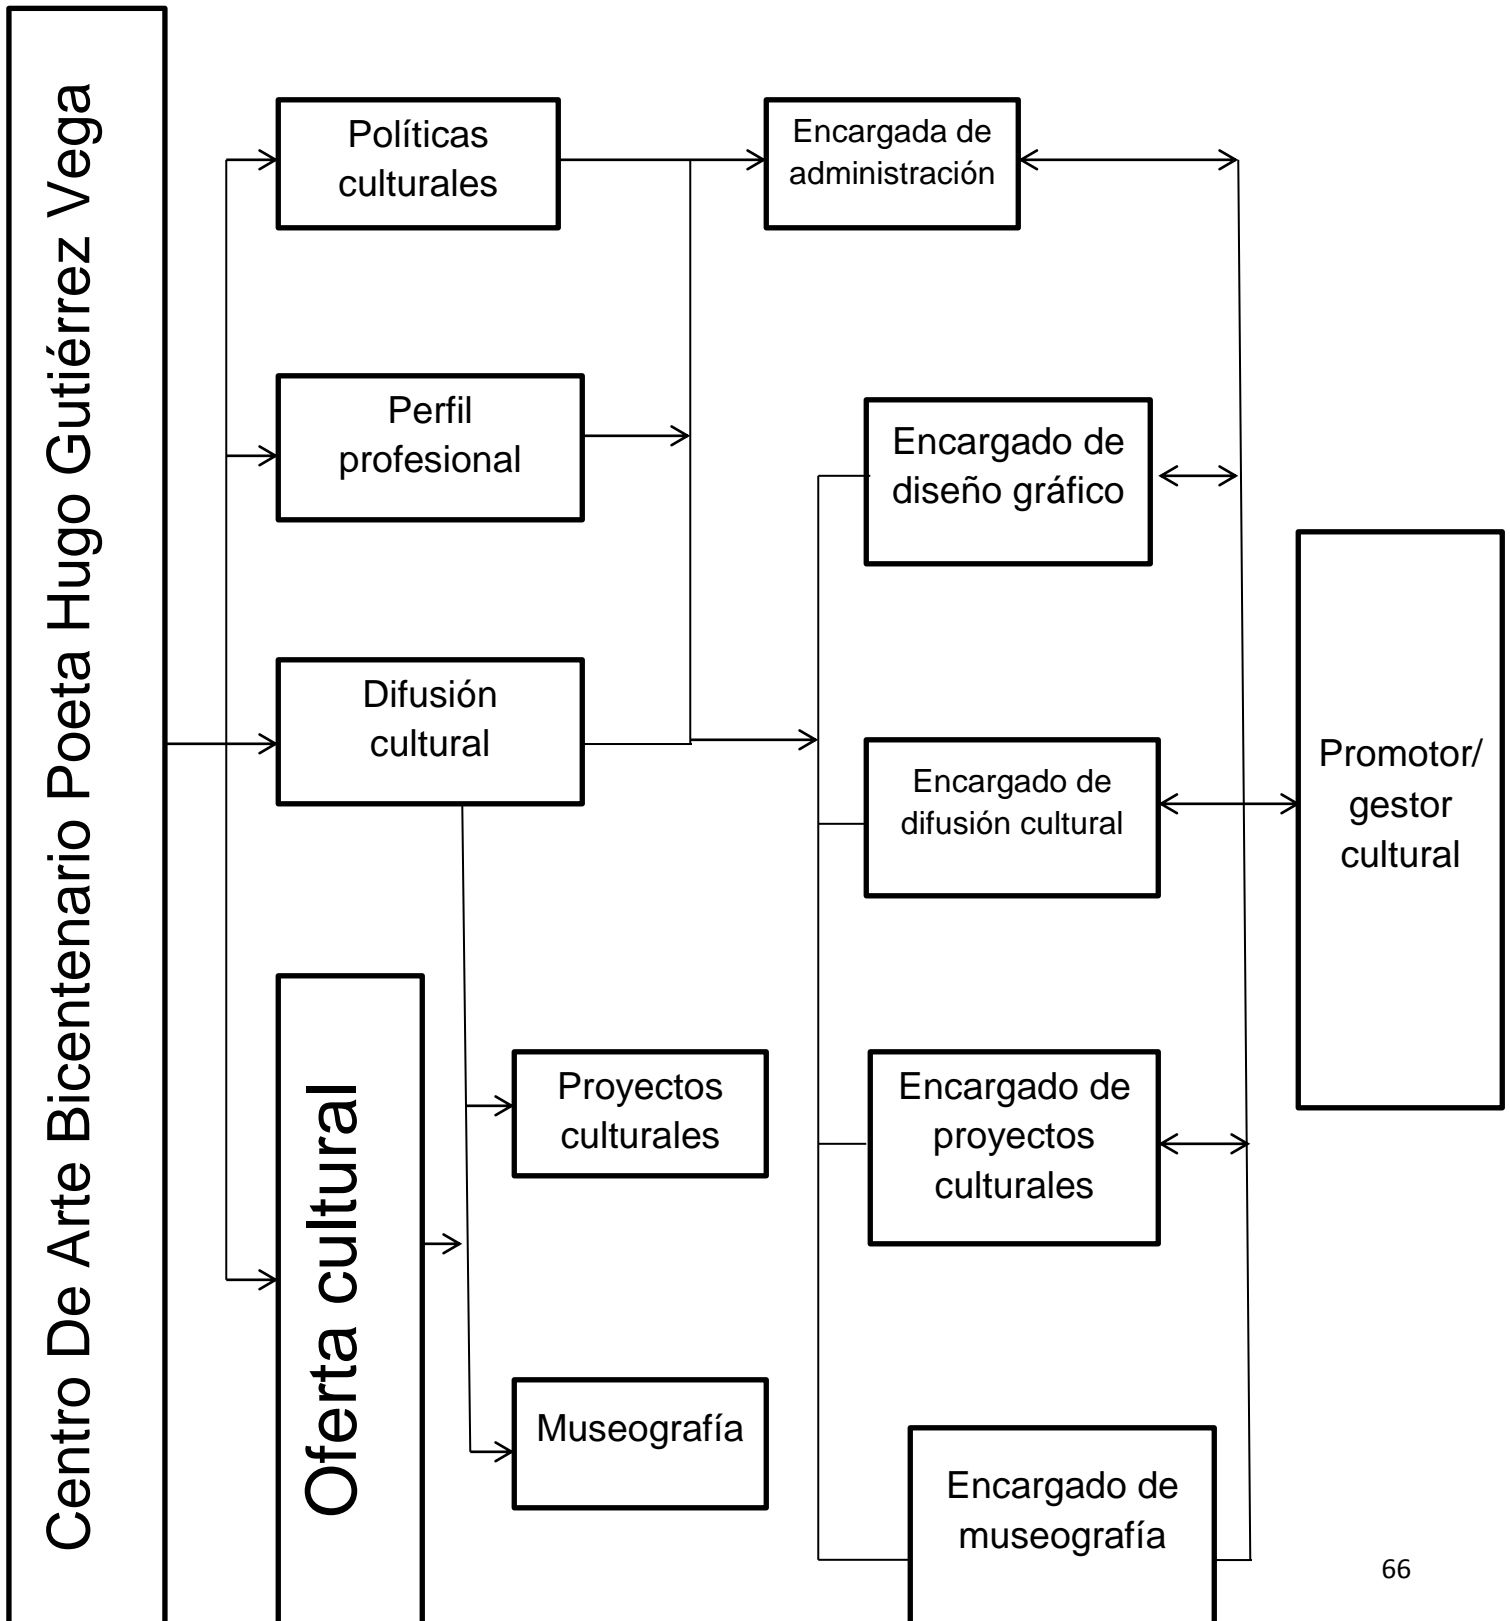 Centro De Arte Bicentenario Poeta Hugo Gutiérrez Vega
Políticas
culturales
Encargada de
administración
Perfil
profesional
Encargado de
diseño gráfico
Difusión
cultural
Encargado de
difusión cultural
Promotor/
gestor
cultural
Oferta cultural
Proyectos
culturales
Encargado de
proyectos
culturales
Museografía
Encargado de
museografía
66